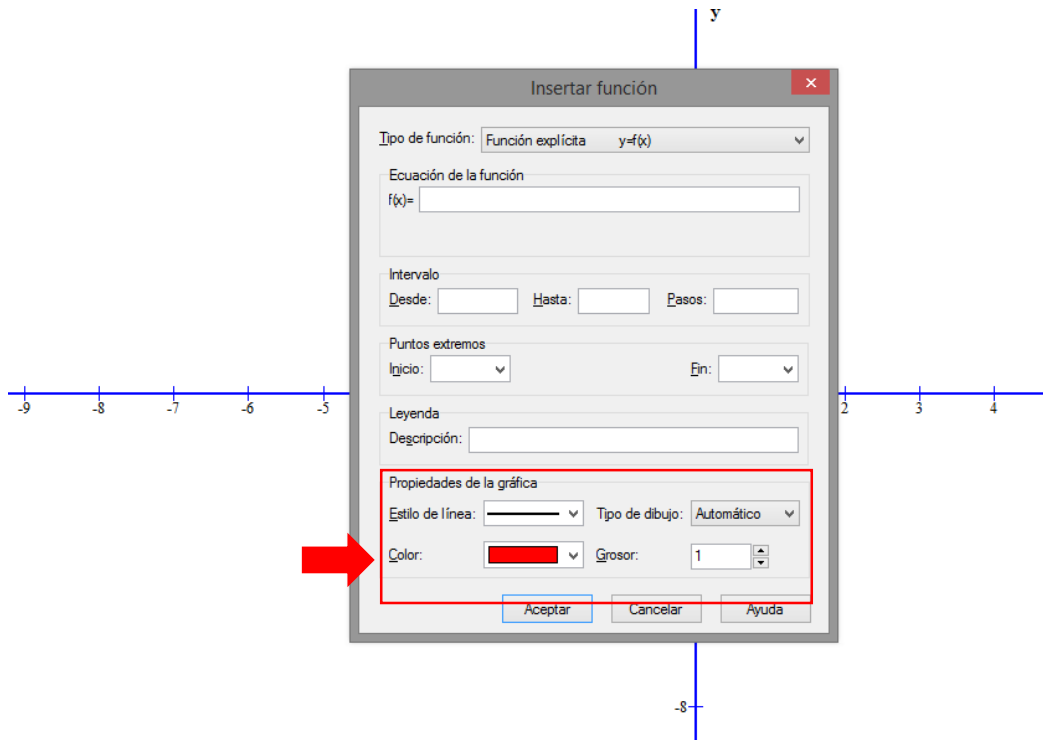 y
Insertar función
Tipo de función: Función explícita y=f(x)
Ecuación de la función
f(x)=
Intervalo
Desde: Hasta: Pasos:
Puntos extremos
Inicio: Fin:
-9 -8 -7 -6 -5 2 3 4
Leyenda
Descripción:
Propiedades de la gráfica
Estilo de línea: Tipo de dibujo: Automático
Color: Grosor: 1
Aceptar Cancelar Ayuda
-8